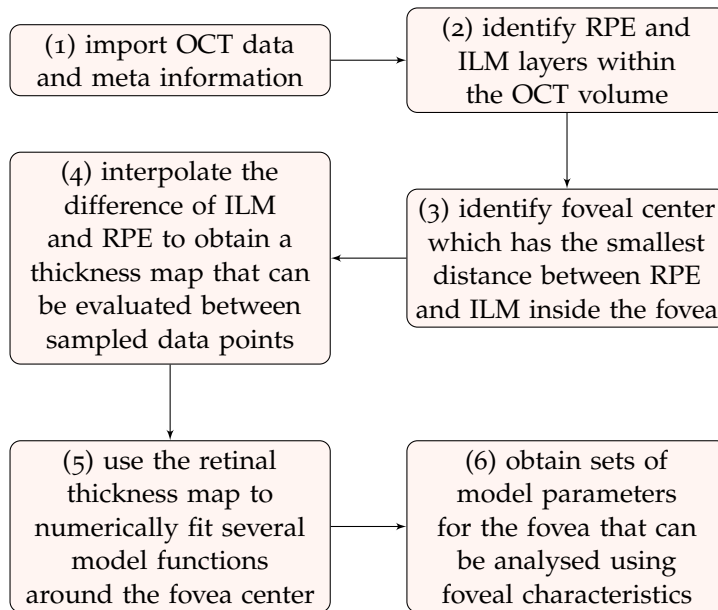 (1) import OCT data
and meta information
(2) identify RPE and
ILM layers within
the OCT volume
(3) identify foveal center
which has the smallest
distance between RPE
and ILM inside the fovea
(4) interpolate the
difference of ILM
and RPE to obtain a
thickness map that can
be evaluated between
sampled data points
(5) use the retinal
thickness map to
numerically fit several
model functions
around the fovea center
(6) obtain sets of
model parameters
for the fovea that can
be analysed using
foveal characteristics